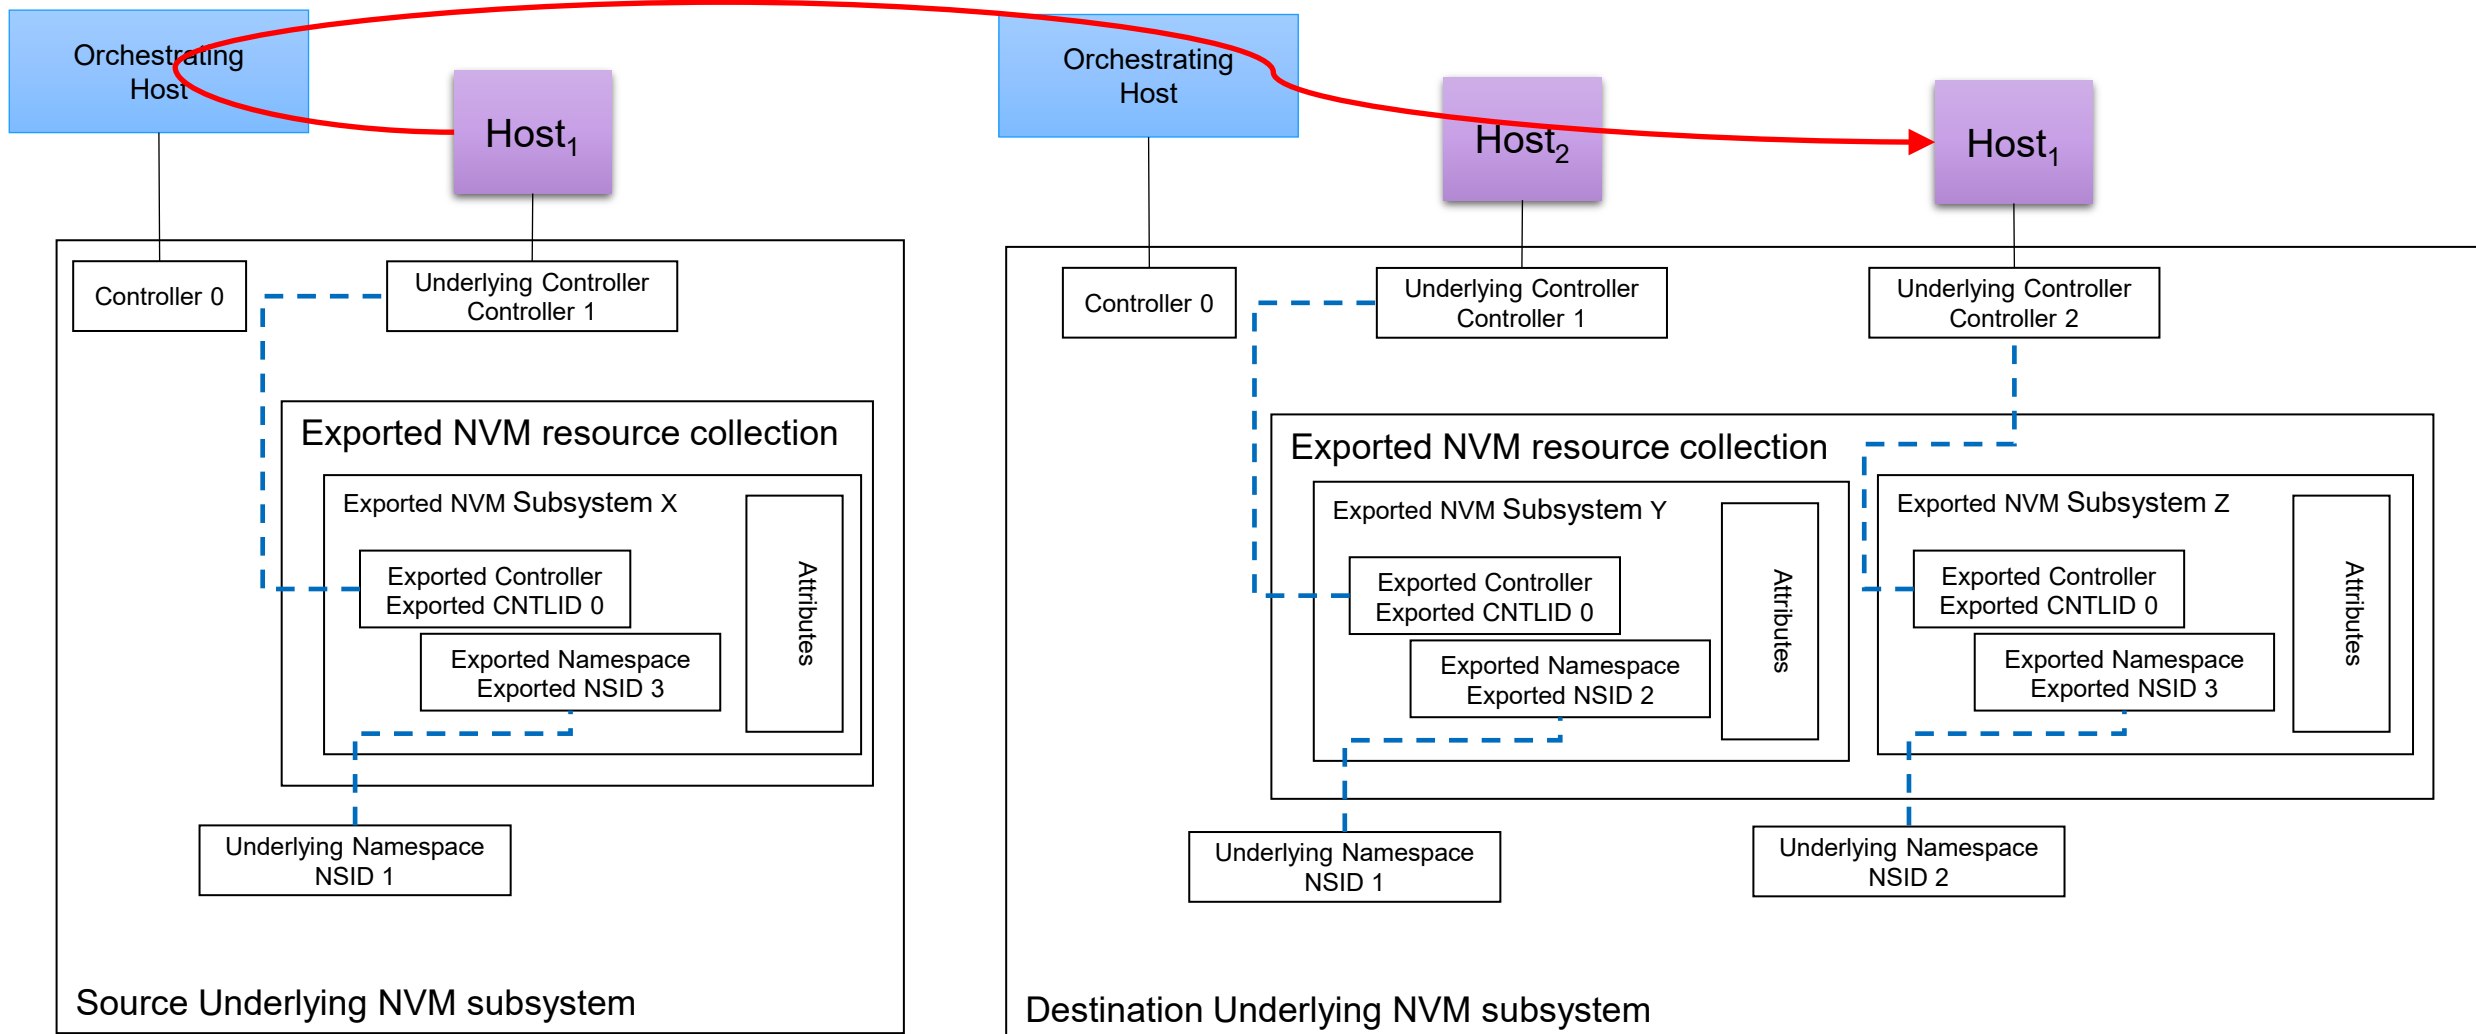 Orchestrating
Host
Host1
Controller 0
Underlying Controller
Controller 1
Exported NVM resource collection
Exported NVM Subsystem X
Exported Controller
Exported CNTLID 0
Exported Namespace
Exported NSID 3
Attributes
Underlying Namespace
NSID 1
Source Underlying NVM subsystem
Orchestrating
Host
Host2
Host1
Controller 0
Underlying Controller
Controller 1
Underlying Controller
Controller 2
Exported NVM resource collection
Exported NVM Subsystem Y
Exported Controller
Exported CNTLID 0
Exported Namespace
Exported NSID 2
Attributes
Exported NVM Subsystem Z
Exported Controller
Exported CNTLID 0
Exported Namespace
Exported NSID 3
Attributes
Underlying Namespace
NSID 1
Underlying Namespace
NSID 2
Destination Underlying NVM subsystem